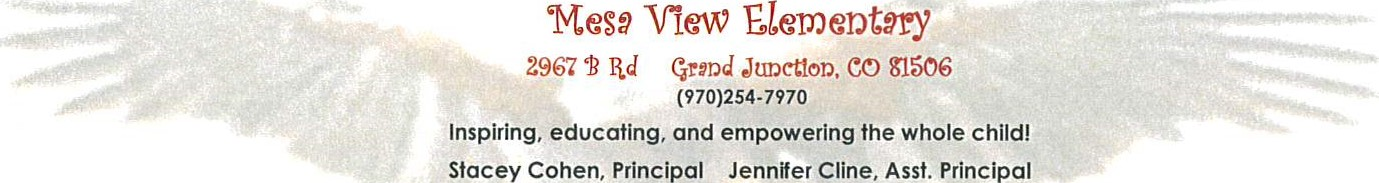 Mesa View Elementary
2967 B Rd Grand Junction, CO 81506
(970)254-7970
Inspiring, educating, and empowering the whole child!
Stacey Cohen, Principal Jennifer Cline, Asst. Principal